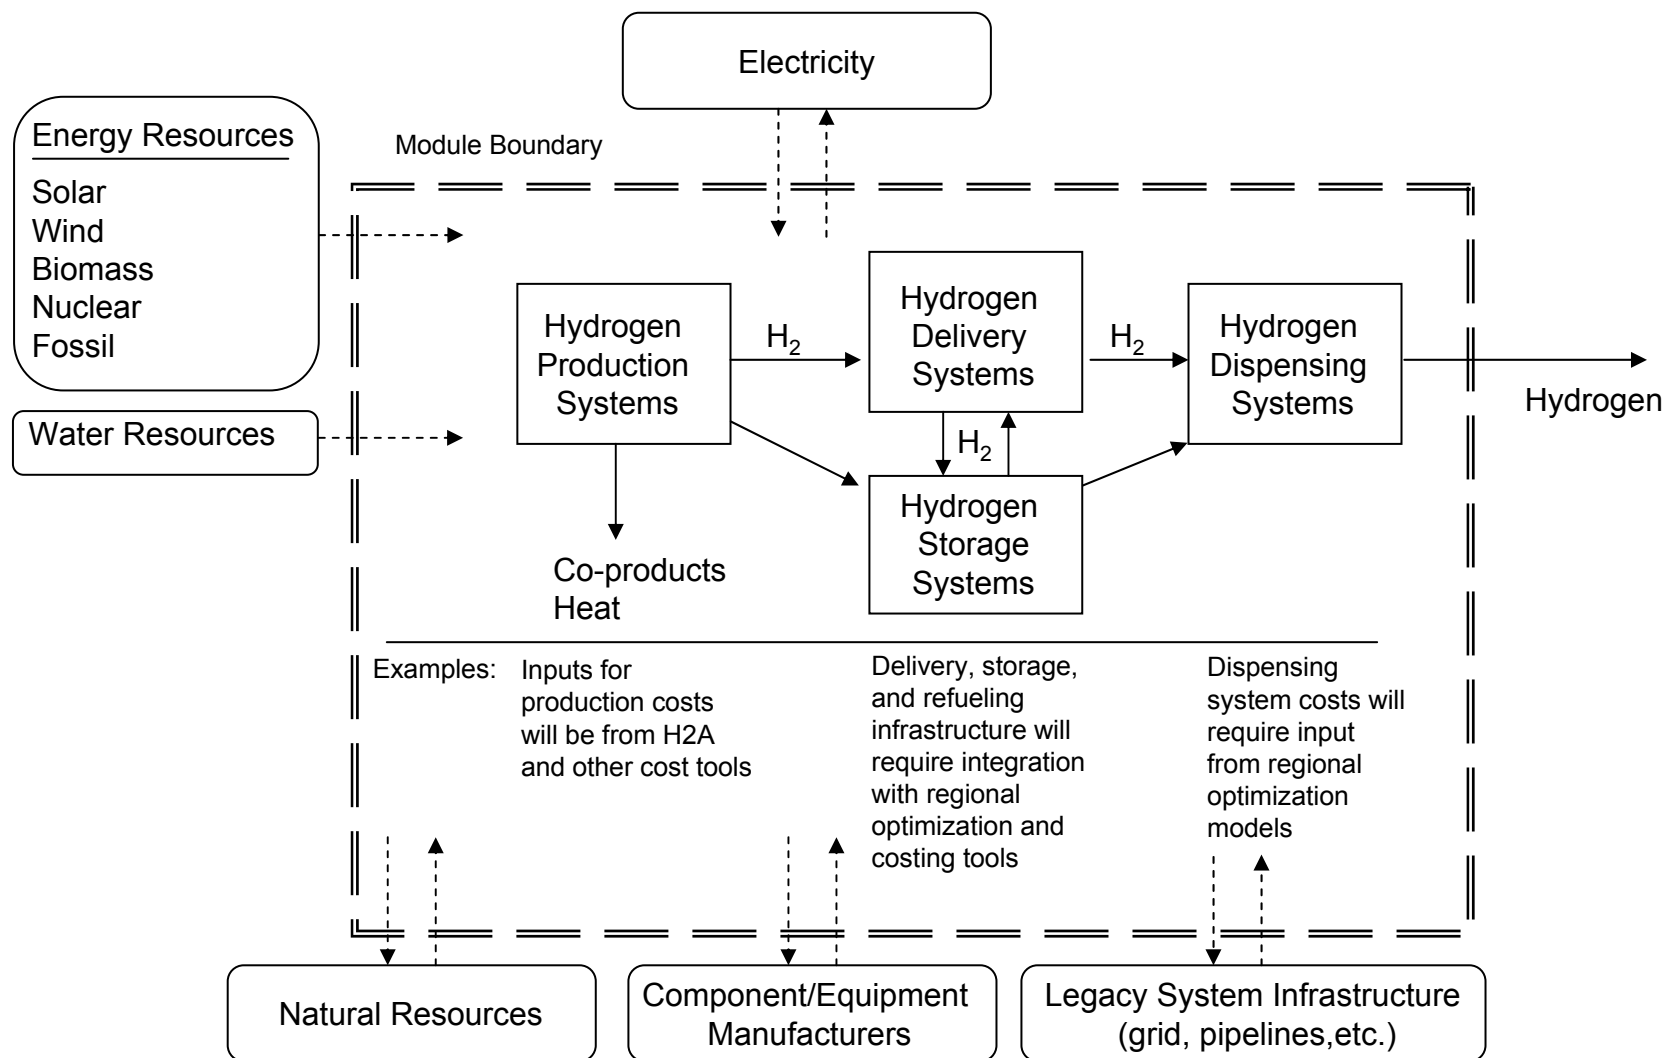 Electricity
Energy Resources
Solar
Wind
Biomass
Nuclear
Fossil
Module Boundary
Water Resources
Hydrogen
Production
Systems
H2
Hydrogen
Delivery
Systems
H2
Hydrogen
Dispensing
Systems
Hydrogen
H2
Hydrogen
Storage
Systems
Co-products
Heat
Examples:
Inputs for
production costs
will be from H2A
and other cost tools
Delivery, storage,
and refueling
infrastructure will
require integration
with regional
optimization and
costing tools
Dispensing
system costs will
require input
from regional
optimization
models
Natural Resources
Component/Equipment
Manufacturers
Legacy System Infrastructure
(grid, pipelines,etc.)